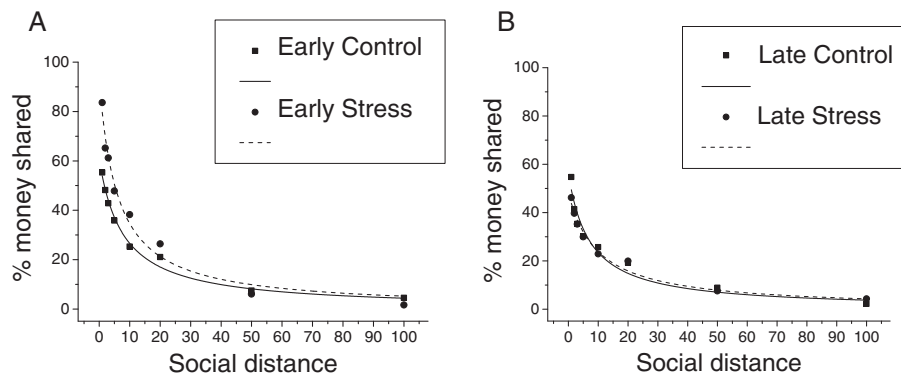 A
Early Control
Early Stress
100
80
60
40
20
0
% money shared
0 10 20 30 40 50 60 70 80 90 100
Social distance
B
Late Control
Late Stress
100
80
60
40
20
0
% money shared
0 10 20 30 40 50 60 70 80 90 100
Social distance